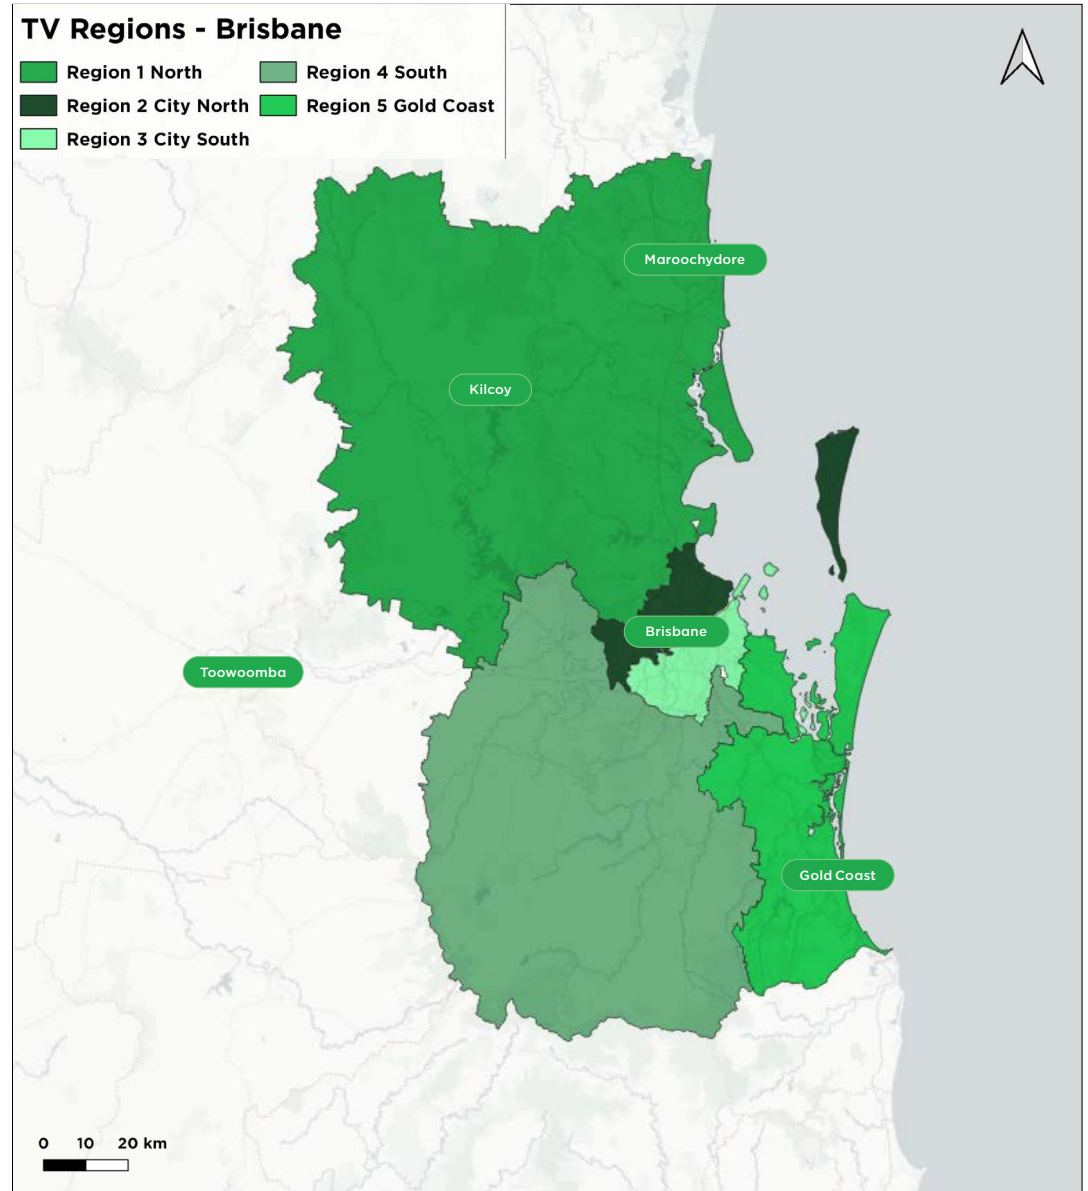 TV Regions - Brisbane
Region 1 North
Region 4 South
Region 2 City North
Region 5 Gold Coast
Region 3 City South
Maroochydore
Kilcoy
Brisbane
Toowoomba
Gold Coast
0 10 20 km